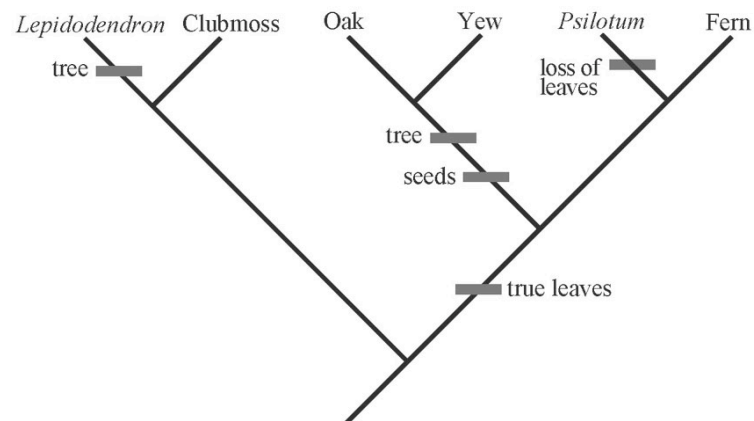 Lepidodendron Clubmoss Oak Yew Psilotum Fern
tree
loss of
leaves
tree
seeds
true leaves